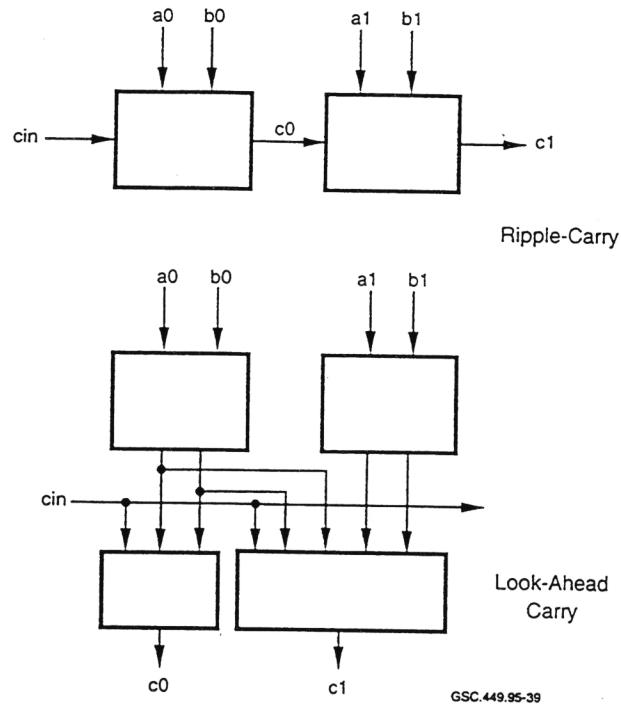 a0 b0 a1 b1
cin c0 c1
Ripple-Carry
a0 b0 a1 b1
cin
Look-Ahead
Carry
c0 c1
GSC.449.95-39